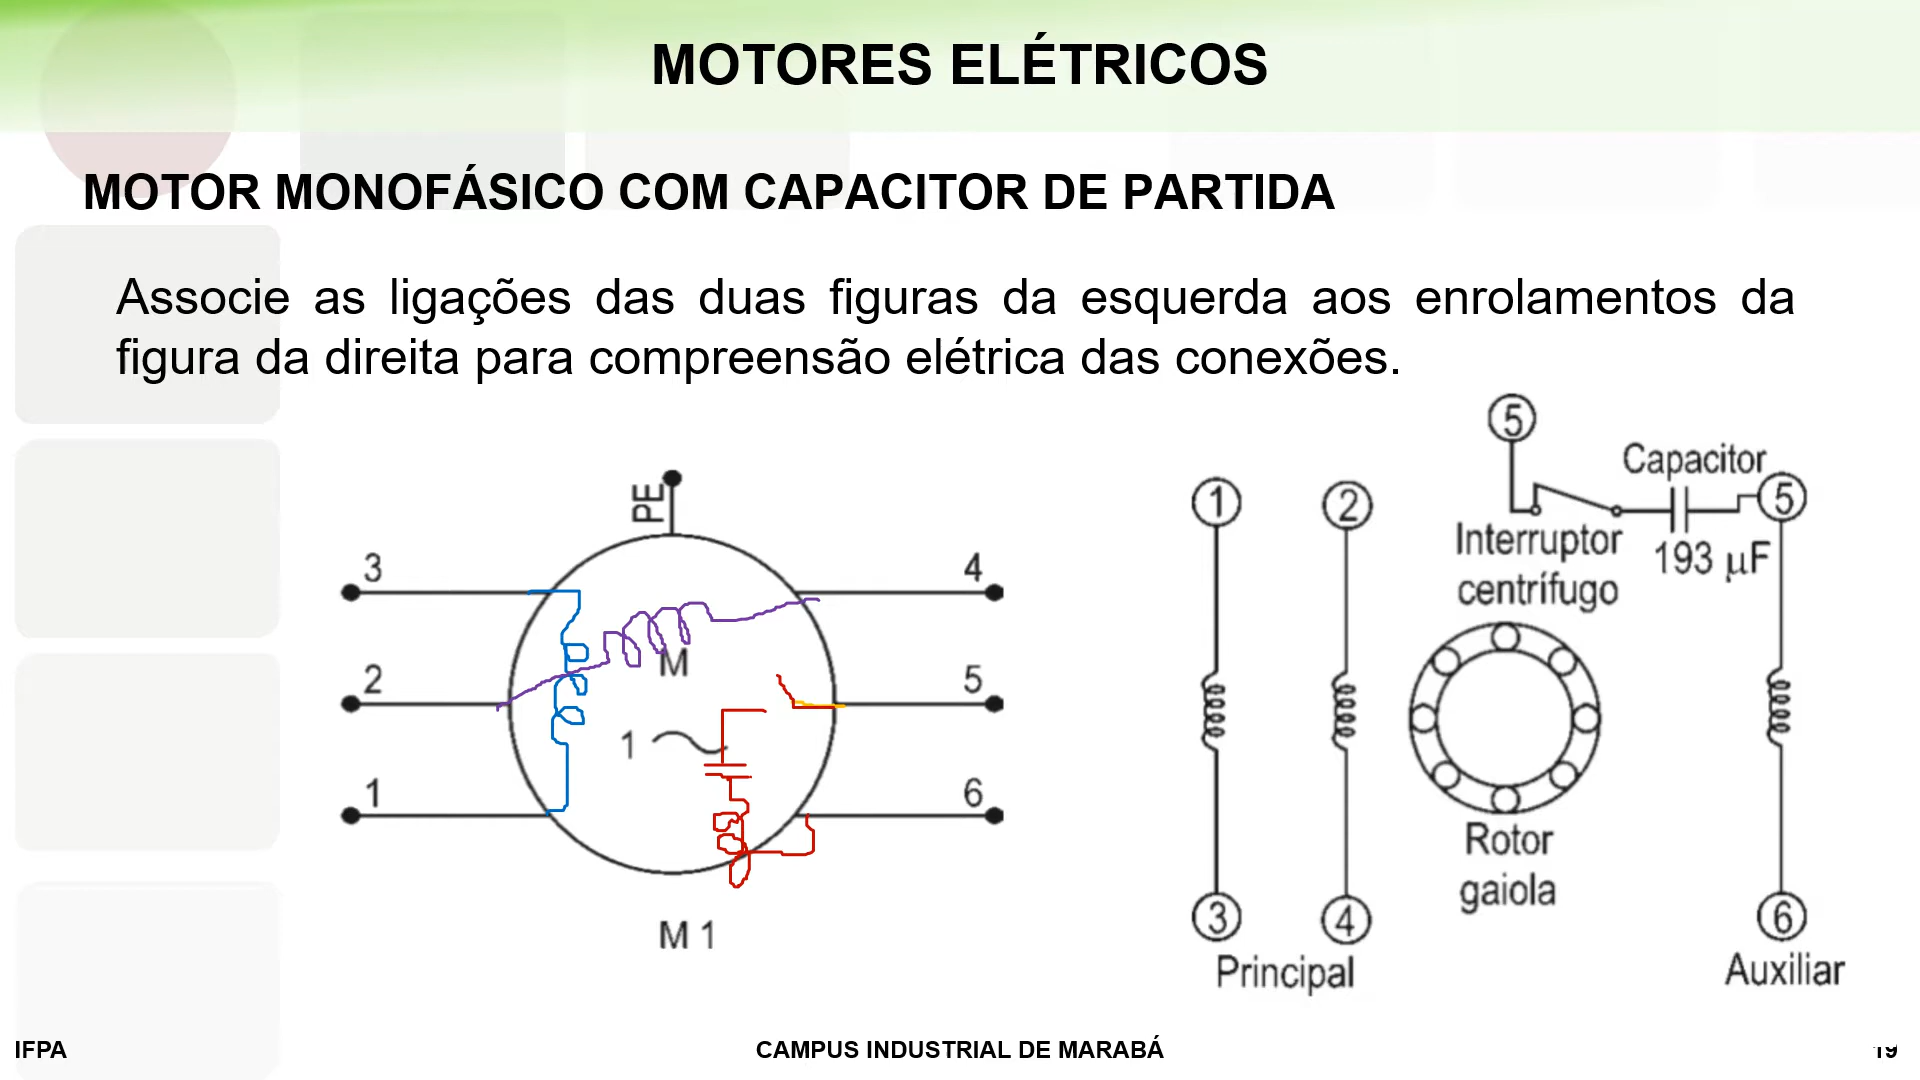 MOTORES ELÉTRICOS
MOTOR MONOFÁSICO COM CAPACITOR DE PARTIDA
Associe as ligações das duas figuras da esquerda aos enrolamentos da
figura da direita para compreensão elétrica das conexões.
PE
3
4
2
5
1
6
M
1
M 1
1
2
5
Capacitor
5
Interruptor
centrífugo
193 µF
Rotor
gaiola
3
4
6
Principal
Auxiliar
IFPA
CAMPUS INDUSTRIAL DE MARABÁ
19